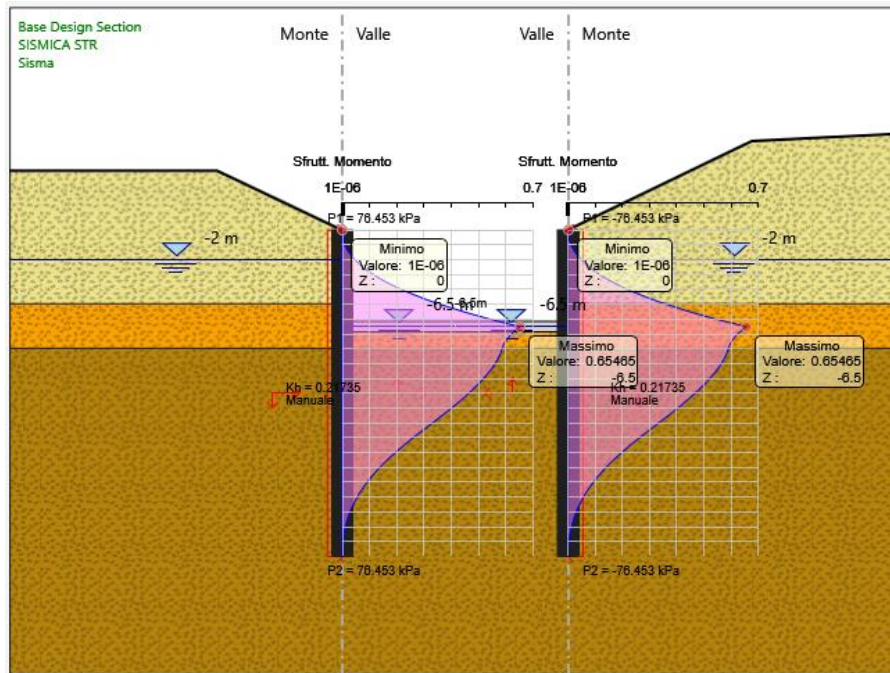 Base Design Section
SISMICA STR
Sisma
Monte Valle
Valle Monte
Sfrutt. Momento
Sfrutt. Momento
1E-06 0.7
1E-06 0.7
P1 = 76.453 kPa
P1 = -76.453 kPa
-2 m
-2 m
Minimo
Valore: 1E-06
Z : 0
Minimo
Valore: 1E-06
Z : 0
-6.5 m
-6.5 m
Massimo
Valore: 0.65465
Z : -6.5
Massimo
Valore: 0.65465
Z : -6.5
Kh = 0.21735
Manuale
Kh = 0.21735
Manuale
P2 = 76.453 kPa
P2 = -76.453 kPa